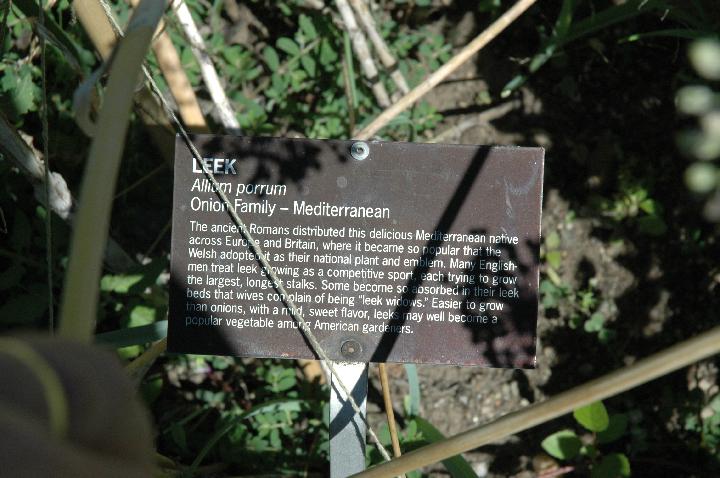 LEEK
Allium porrum
Onion Family – Mediterranean
The ancient Romans distributed this delicious Mediterranean native
across Europe and Britain, where it became so popular that the
Welsh adopted it as their national plant and emblem. Many English-
men treat leek growing as a competitive sport, each trying to grow
the largest, longest stalks. Some become so absorbed in their leek
beds that wives complain of being "leek widows." Easier to grow
than onions, with a mild, sweet flavor, leeks may well become a
popular vegetable among American gardeners.